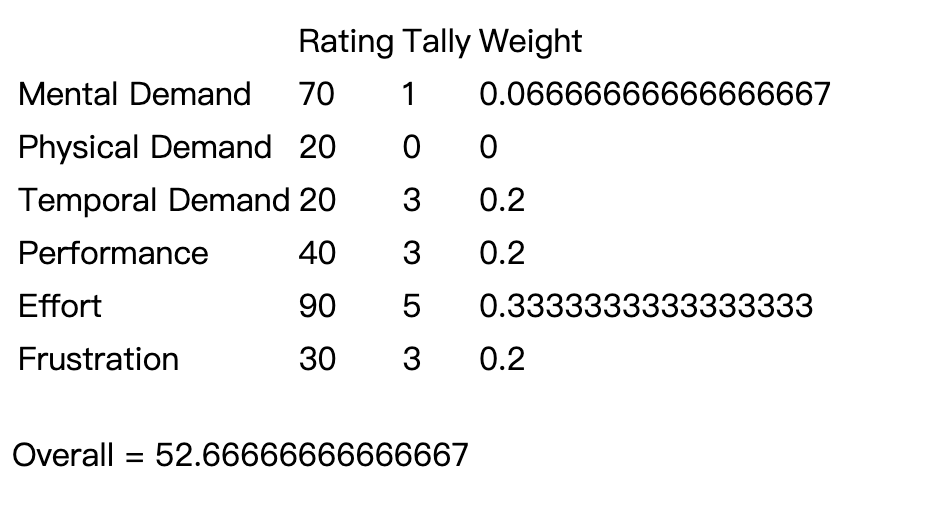 Rating Tally Weight
Mental Demand 70 1 0.06666666666666667
Physical Demand 20 0 0
Temporal Demand 20 3 0.2
Performance 40 3 0.2
Effort 90 5 0.3333333333333333
Frustration 30 3 0.2
Overall = 52.66666666666667